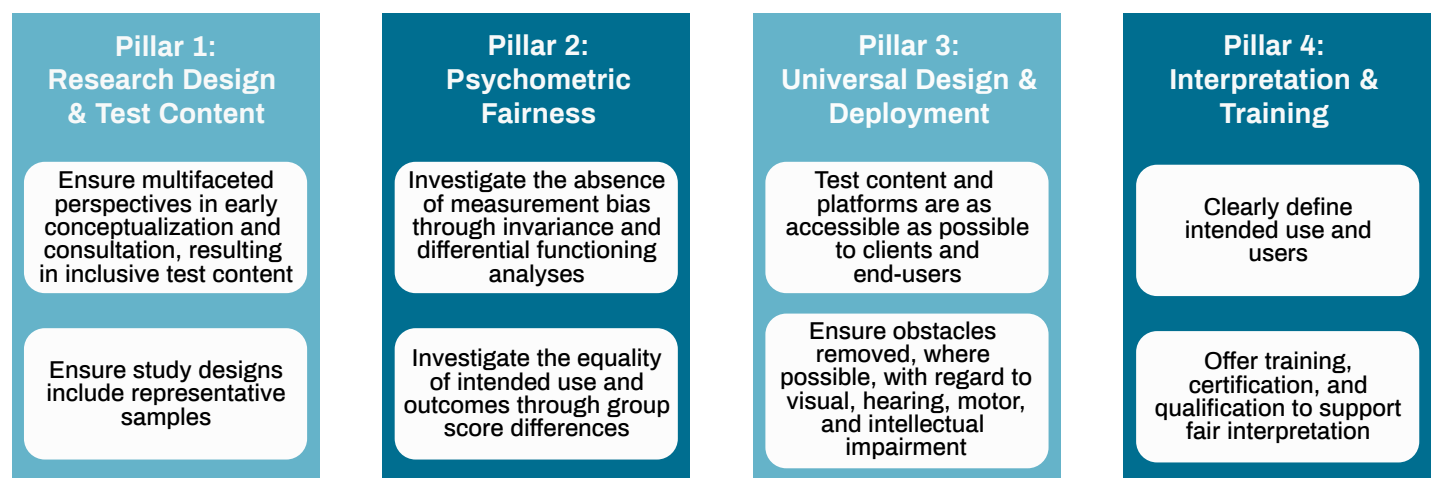 Pillar 1:
Research Design
& Test Content
Ensure multifaceted
perspectives in early
conceptualization and
consultation, resulting
in inclusive test content
Ensure study designs
include representative
samples
Pillar 2:
Psychometric
Fairness
Investigate the absence
of measurement bias
through invariance and
differential functioning
analyses
Investigate the equality
of intended use and
outcomes through group
score differences
Pillar 3:
Universal Design &
Deployment
Test content and
platforms are as
accessible as possible
to clients and
end-users
Ensure obstacles
removed, where
possible, with regard to
visual, hearing, motor,
and intellectual
impairment
Pillar 4:
Interpretation &
Training
Clearly define
intended use and
users
Offer training,
certification, and
qualification to support
fair interpretation